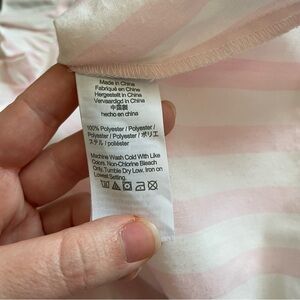 Made in China
Fabriqué en Chine
Hergestellt in China
Vervaardigd in China
中国製
hecho en china
100% Polyester / Polyester /
Polyester / Polyester / ポリエ
ステル / poliéster
Machine Wash Cold With Like
Colors, Non-Chlorine Bleach
Only, Tumble Dry Low, Iron on
Lowest Setting.